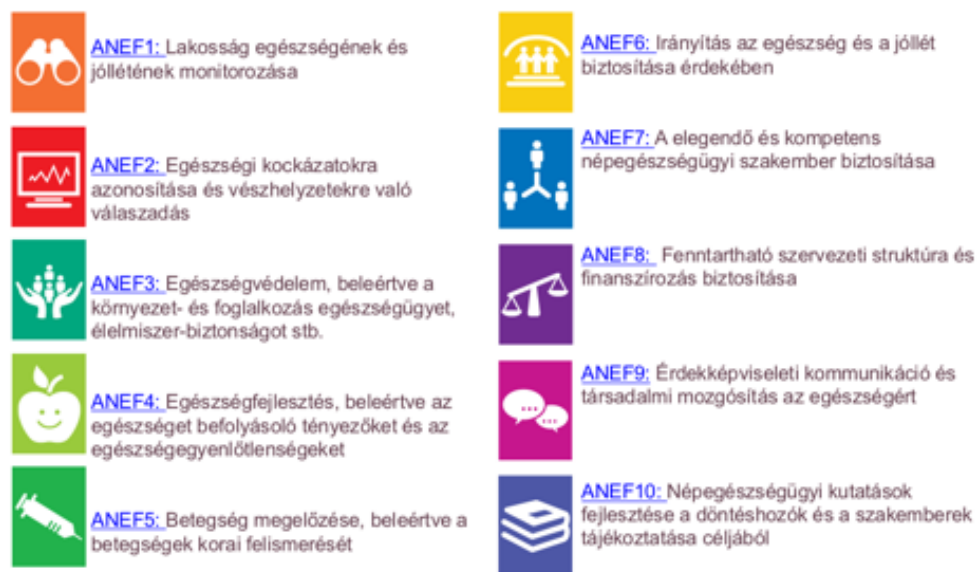 ANEF1: Lakosság egészségének és
jóllétének monitorozása
ANEF2: Egészségi kockázatokra
azonosítása és vészhelyzetekre való
válaszadás
ANEF3: Egészségvédelem, beleértve a
környezet- és foglalkozás egészségügyet,
élelmiszer-biztonságot stb.
ANEF4: Egészségfejlesztés, beleértve az
egészséget befolyásoló tényezőket és az
egészségegyenlőtlenségeket
ANEF5: Betegség megelőzése, beleértve a
betegségek korai felismerését
ANEF6: Irányítás az egészség és a jóllét
biztosítása érdekében
ANEF7: A elegendő és kompetens
népegészségügyi szakember biztosítása
ANEF8: Fenntartható szervezeti struktúra és
finanszírozás biztosítása
ANEF9: Érdekképviseleti kommunikáció és
társadalmi mozgósítás az egészségért
ANEF10: Népegészségügyi kutatások
fejlesztése a döntéshozók és a szakemberek
tájékoztatása céljából